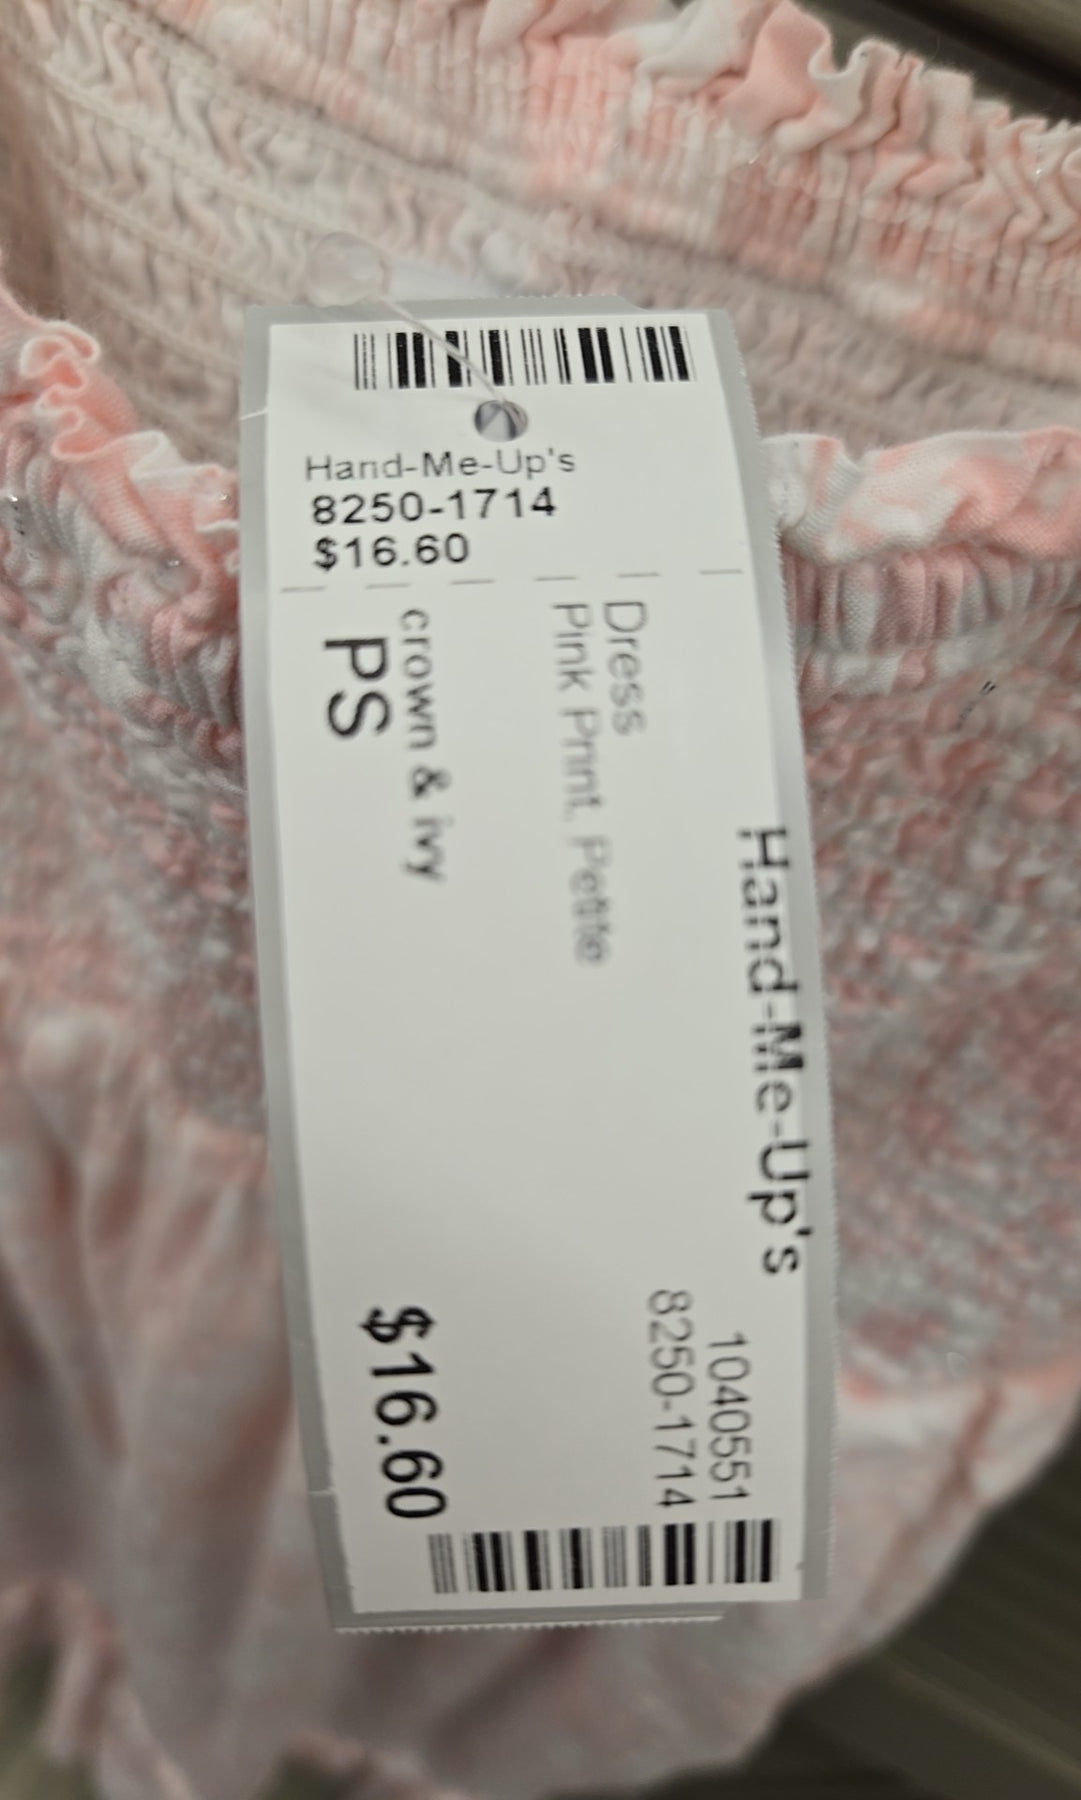 Hand-Me-Up's
8250-1714
$16.60
Hand-Me-Up's
1040551
8250-1714
Dress
Pink Print, Petite
crown & ivy
PS
$16.60